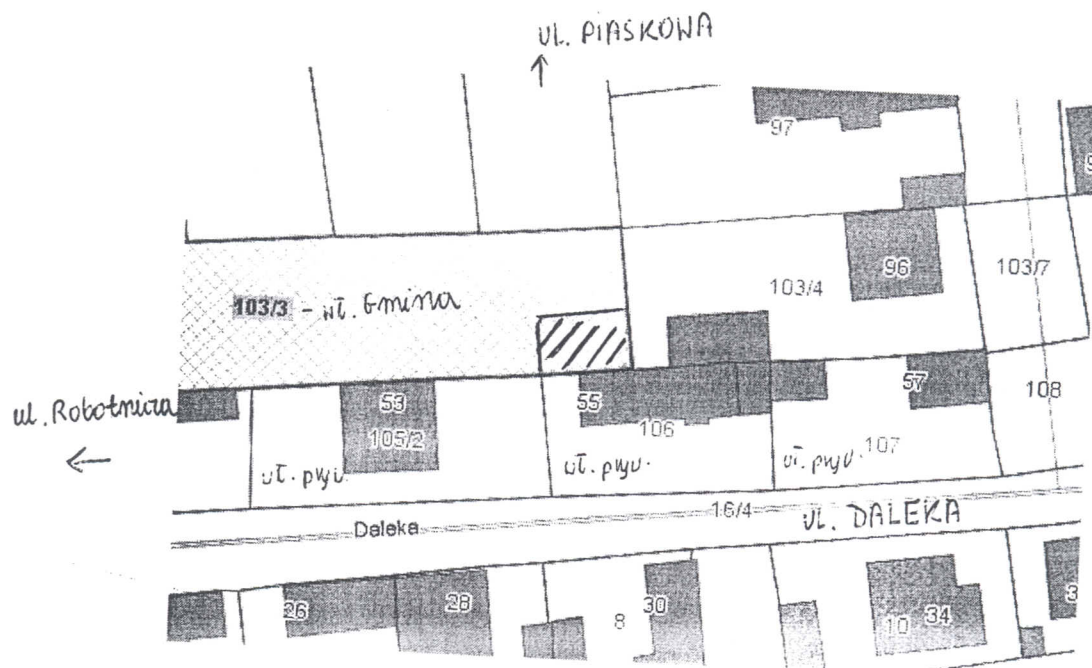 ul. PIASKOWA
97
96
103/4
103/7
103/3 - wł. Gmina
ul. Robotnicza
53
105/2
55
106
57
107
108
wł. pryw.
wł. pryw.
wł. pryw.
Daleka
16/4
ul. DALEKA
26
28
8
30
10
34